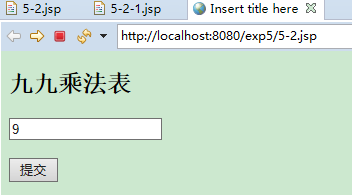 5-2.jsp 5-2-1.jsp Insert title here
http://localhost:8080/exp5/5-2.jsp
九九乘法表
9
提交